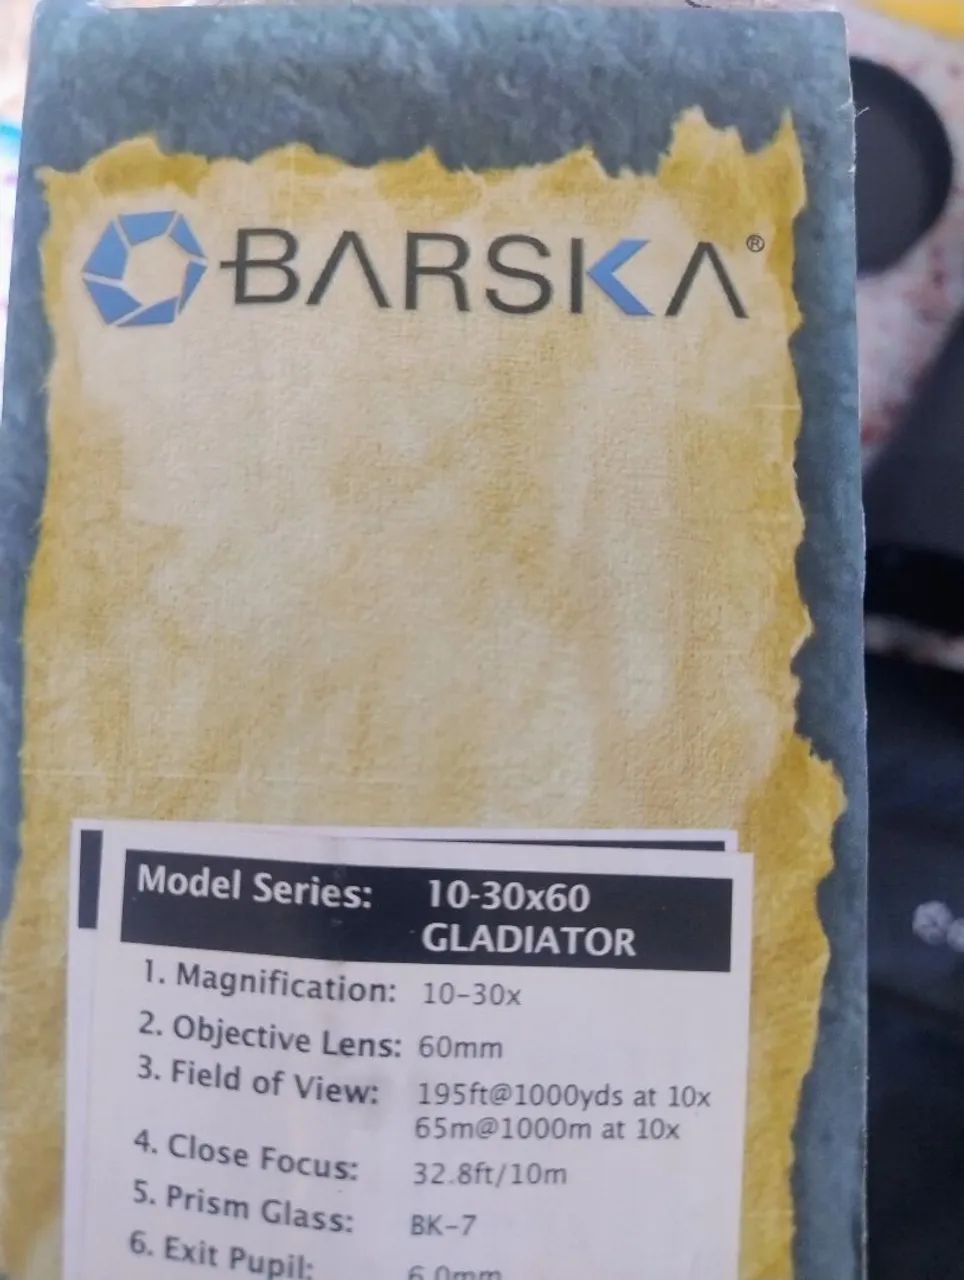 BARSKA®
Model Series: 10-30x60
GLADIATOR
1. Magnification: 10-30x
2. Objective Lens: 60mm
3. Field of View: 195ft@1000yds at 10x
65m@1000m at 10x
4. Close Focus: 32.8ft/10m
5. Prism Glass: BK-7
6. Exit Pupil: 6.0mm